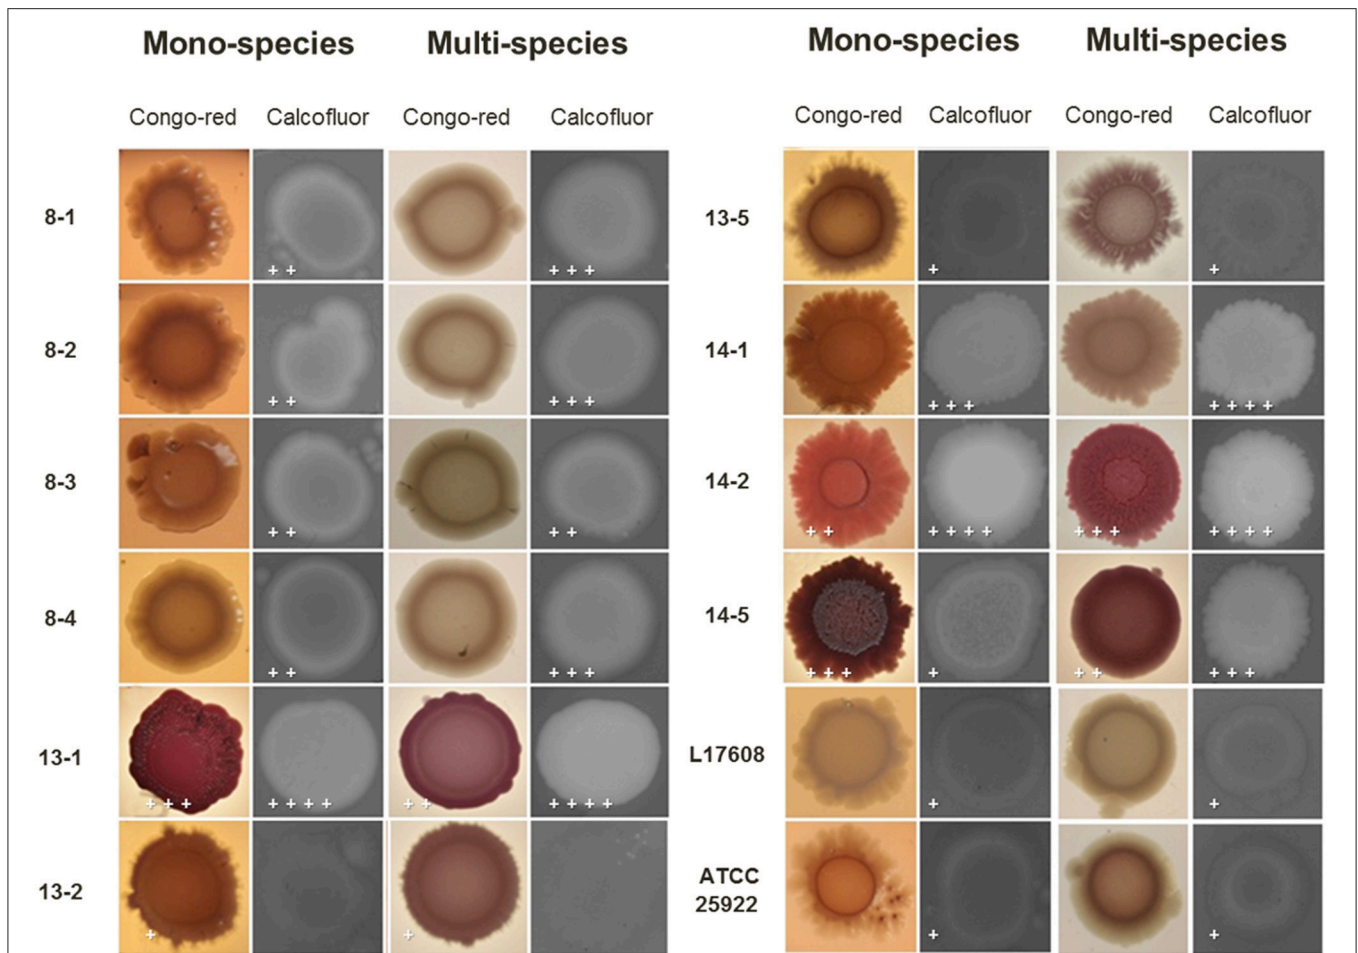 Mono-species Multi-species Mono-species Multi-species
Congo-red Calcofluor Congo-red Calcofluor Congo-red Calcofluor Congo-red Calcofluor
8-1 + + + + + 13-5 + +
8-2 + + + + + 14-1 + + + + + + +
8-3 + + + + 14-2 + + + + + + + + + + + + +
8-4 + + + + + 14-5 + + + + + + + + +
13-1 + + + + + + + + + + + + + L17608 + +
13-2 + + ATCC
25922 + +